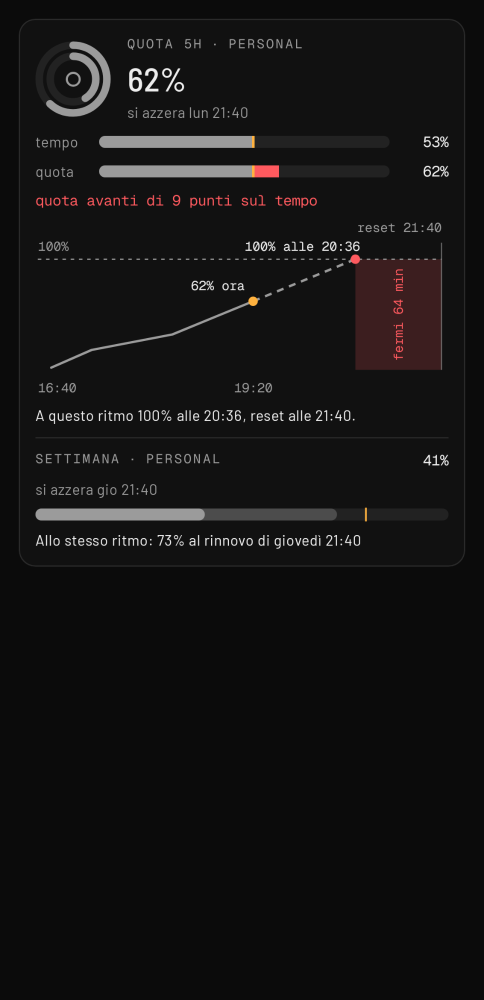 QUOTA 5H · PERSONAL
62%
si azzera lun 21:40
tempo 53%
quota 62%
quota avanti di 9 punti sul tempo
reset 21:40
100% 100% alle 20:36
62% ora
fermi 64 min
16:40 19:20
A questo ritmo 100% alle 20:36, reset alle 21:40.
SETTIMANA · PERSONAL 41%
si azzera gio 21:40
Allo stesso ritmo: 73% al rinnovo di giovedì 21:40